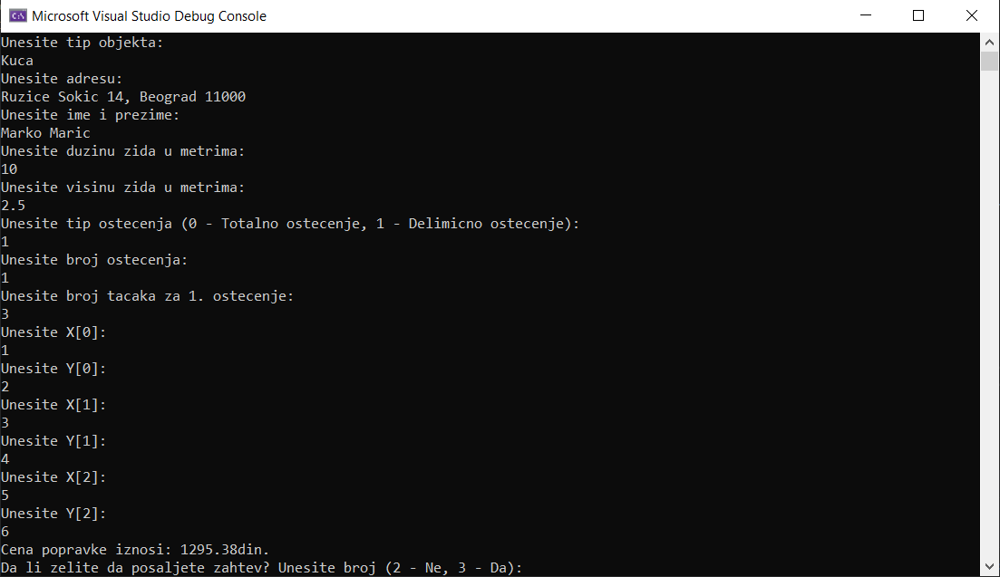 Microsoft Visual Studio Debug Console
Unesite tip objekta:
Kuca
Unesite adresu:
Ruzice Sokic 14, Beograd 11000
Unesite ime i prezime:
Marko Maric
Unesite duzinu zida u metrima:
10
Unesite visinu zida u metrima:
2.5
Unesite tip ostecenja (0 - Totalno ostecenje, 1 - Delimicno ostecenje):
1
Unesite broj ostecenja:
1
Unesite broj tacaka za 1. ostecenje:
3
Unesite X[0]:
1
Unesite Y[0]:
2
Unesite X[1]:
3
Unesite Y[1]:
4
Unesite X[2]:
5
Unesite Y[2]:
6
Cena popravke iznosi: 1295.38din.
Da li zelite da posaljete zahtev? Unesite broj (2 - Ne, 3 - Da):